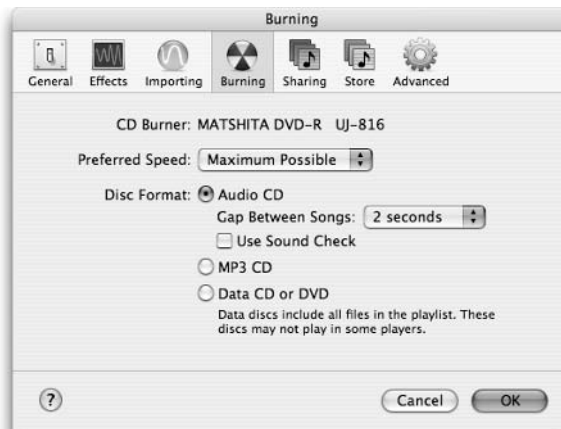 Burning
General Effects Importing Burning Sharing Store Advanced
CD Burner: MATSHITA DVD-R UJ-816
Preferred Speed: Maximum Possible
Disc Format: Audio CD
Gap Between Songs: 2 seconds
Use Sound Check
MP3 CD
Data CD or DVD
Data discs include all files in the playlist. These
discs may not play in some players.
? Cancel OK